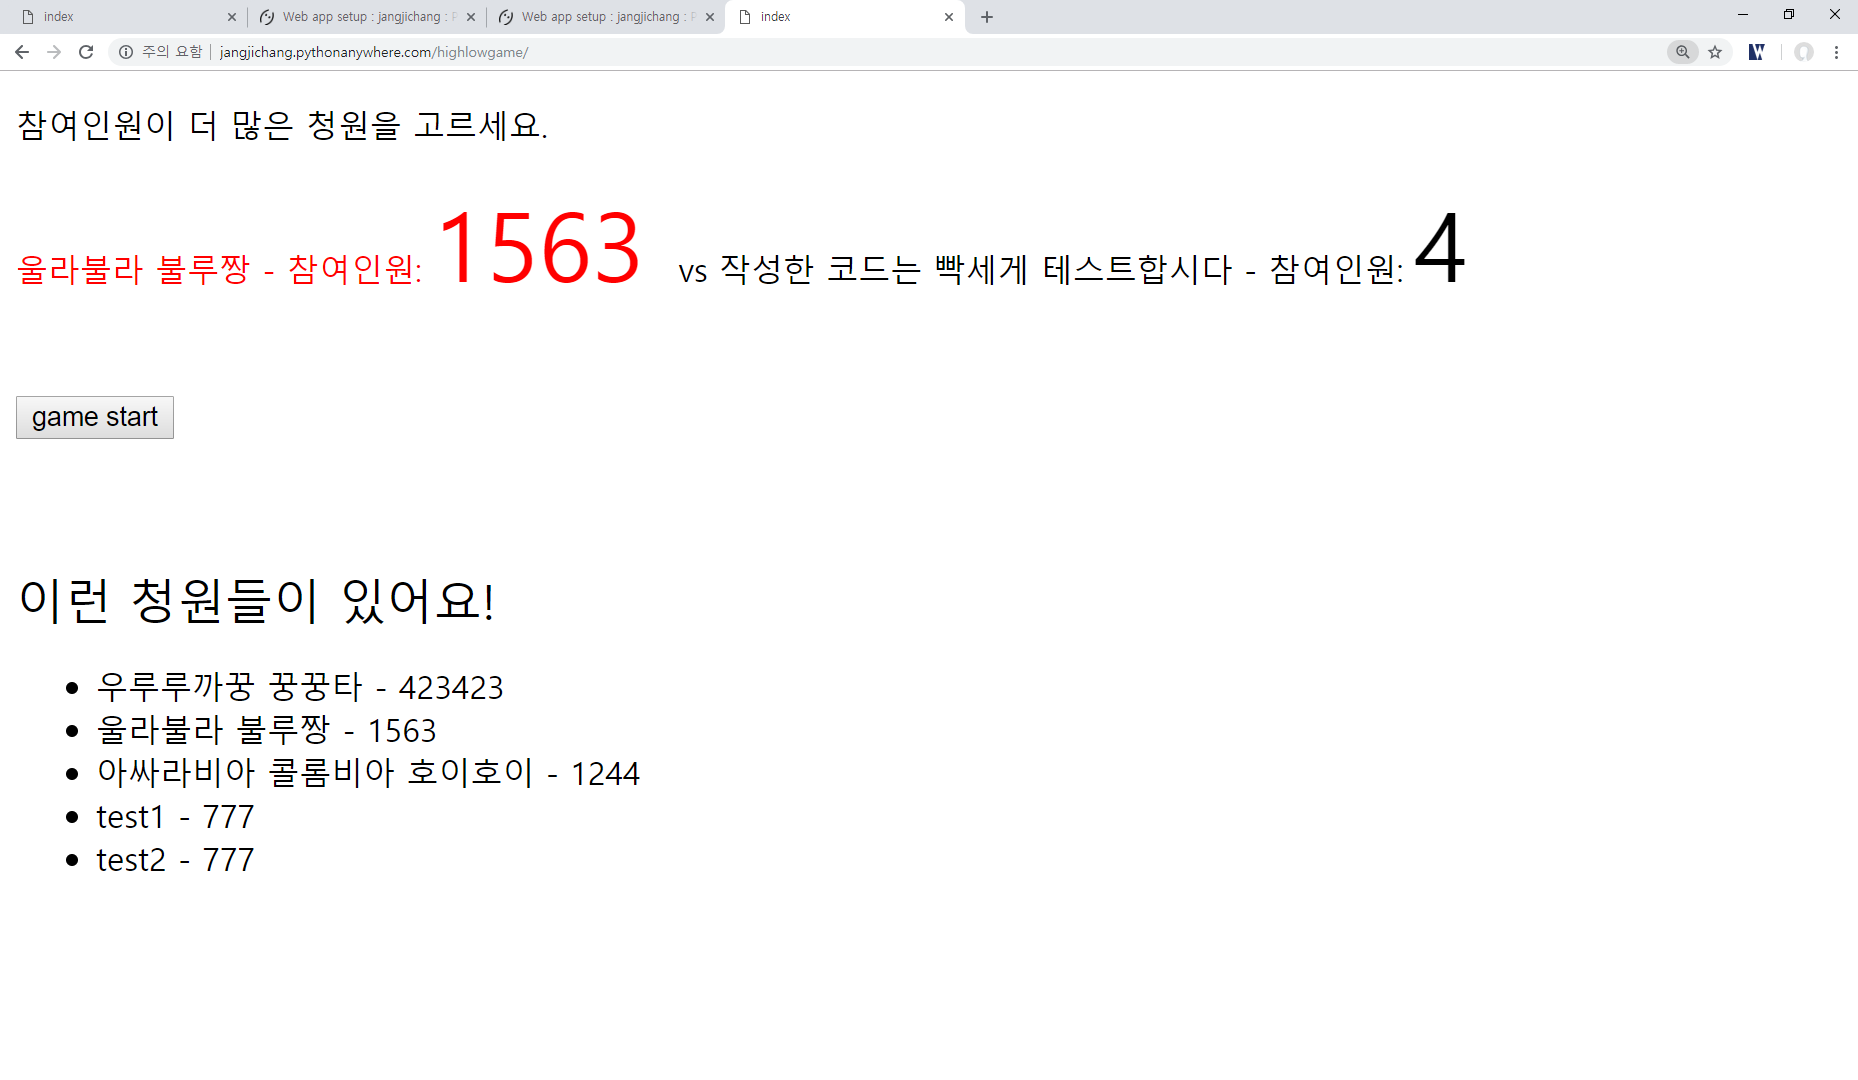 index
Web app setup : jangjichang : P
Web app setup : jangjichang : P
index
주의 요함
jangjichang.pythonanywhere.com/highlowgame/
참여인원이 더 많은 청원을 고르세요.
울라불라 불루짱 - 참여인원: 1563 vs 작성한 코드는 빡세게 테스트합시다 - 참여인원: 4
game start
이런 청원들이 있어요!
우루루까꿍 꿍꿍타 - 423423
울라불라 불루짱 - 1563
아싸라비아 콜롬비아 호이호이 - 1244
test1 - 777
test2 - 777